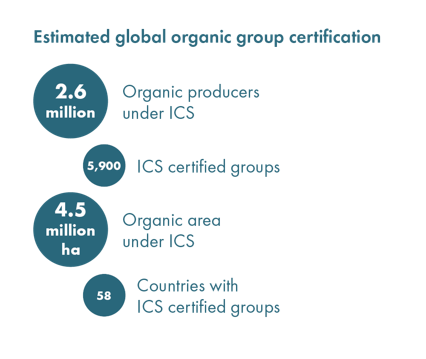 Estimated global organic group certification
2.6
million
Organic producers
under ICS
5,900
ICS certified groups
4.5
million
ha
Organic area
under ICS
58
Countries with
ICS certified groups